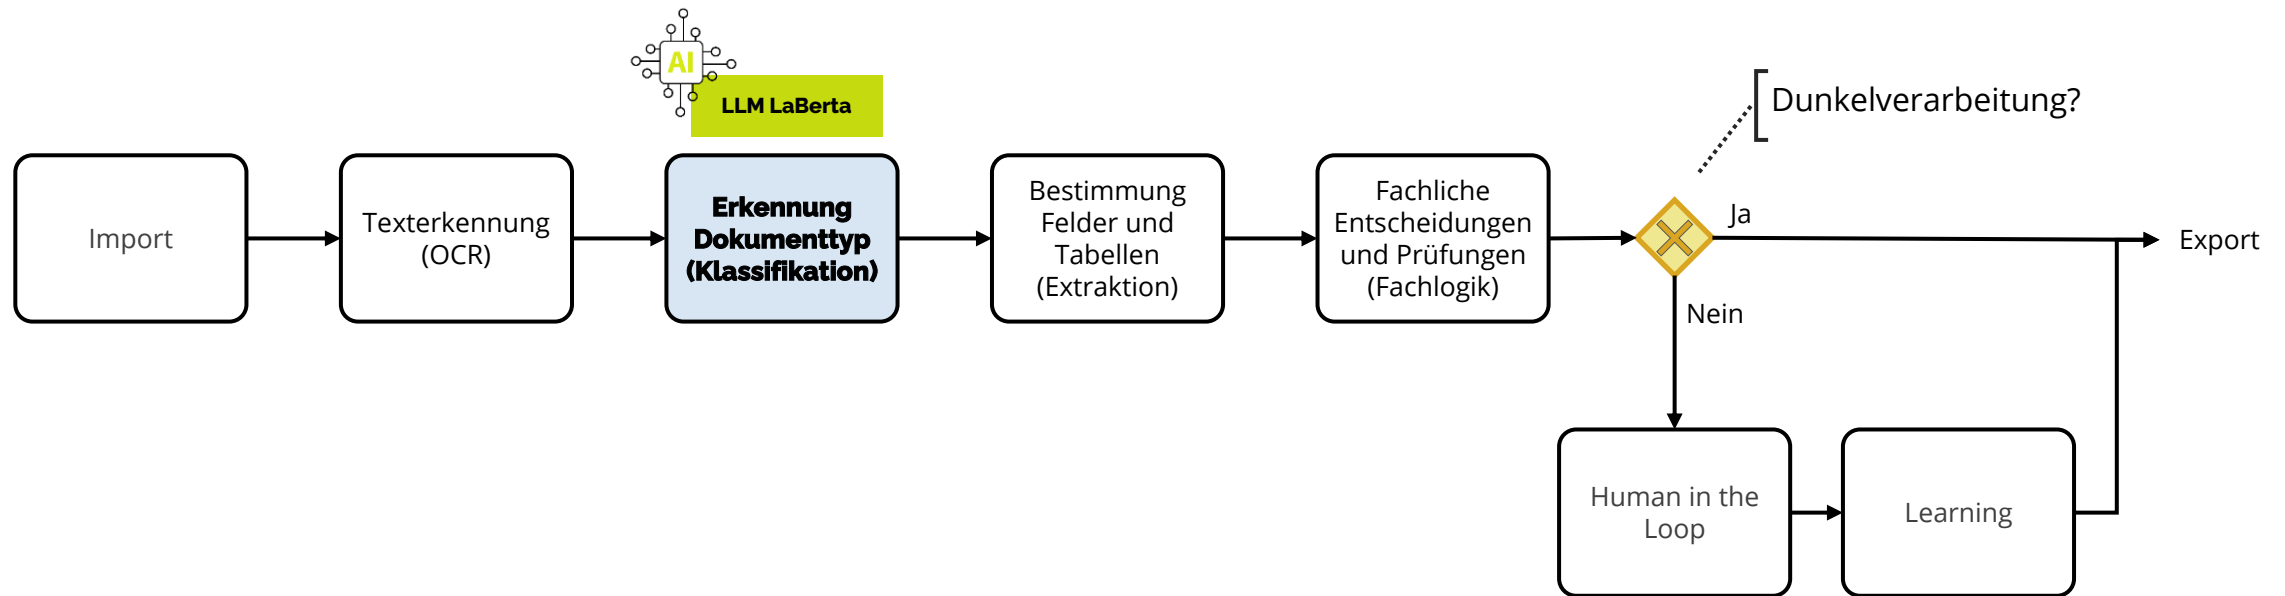 AI
LLM LaBerta
Dunkelverarbeitung?
Import
Texterkennung
(OCR)
Erkennung
Dokumenttyp
(Klassifikation)
Bestimmung
Felder und
Tabellen
(Extraktion)
Fachliche
Entscheidungen
und Prüfungen
(Fachlogik)
Ja
Export
Nein
Human in the
Loop
Learning